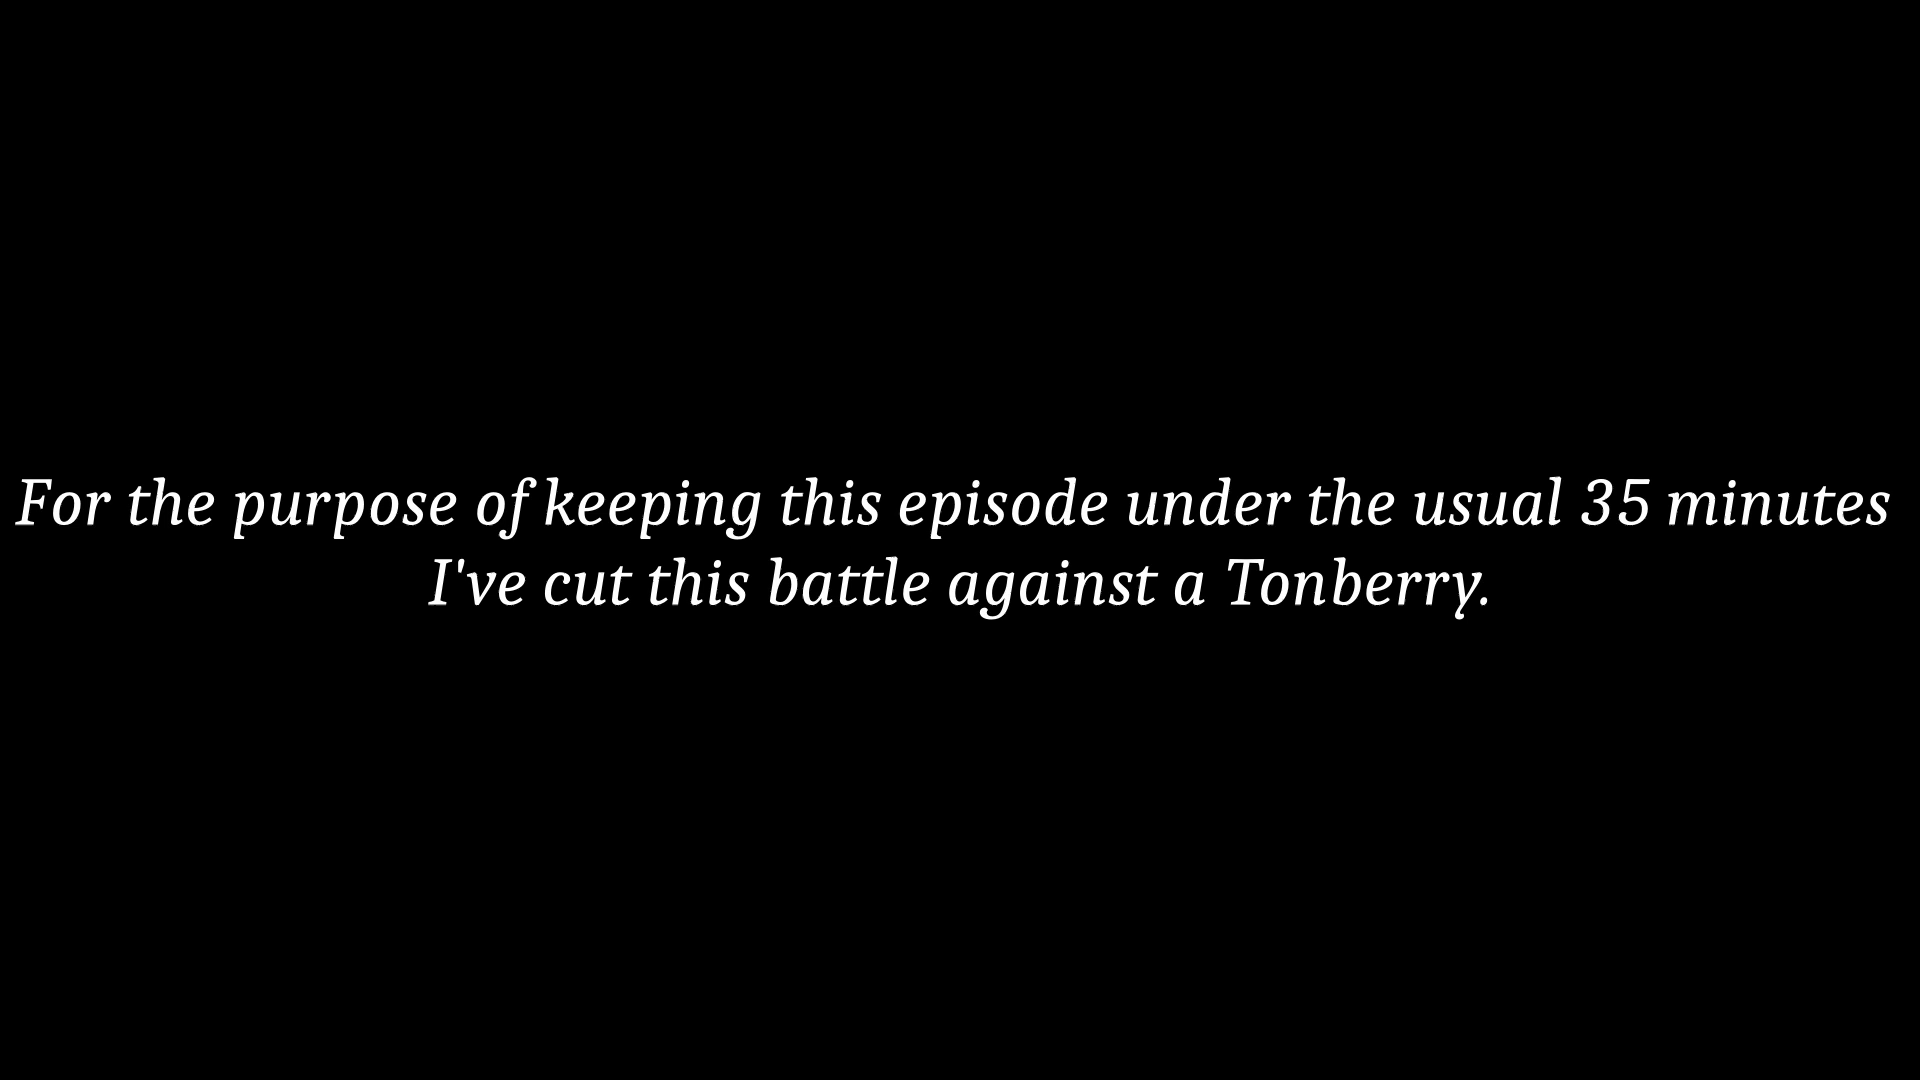 For the purpose of keeping this episode under the usual 35 minutes
I've cut this battle against a Tonberry.